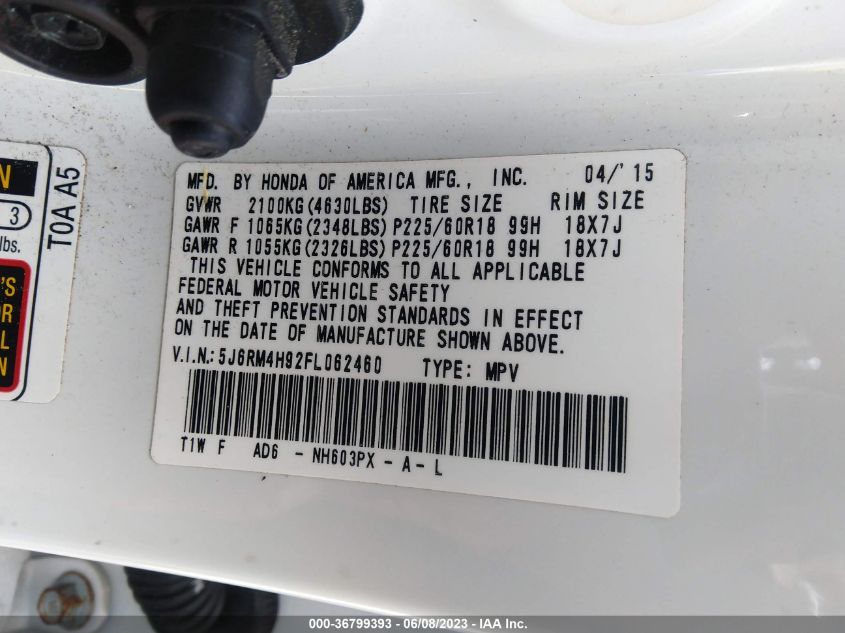 MFD. BY HONDA OF AMERICA MFG., INC. 04/'15
GVWR 2100KG(4630LBS) TIRE SIZE RIM SIZE
GAWR F 1065KG(2348LBS) P225/60R18 99H 18X7J
GAWR R 1055KG(2326LBS) P225/60R18 99H 18X7J
THIS VEHICLE CONFORMS TO ALL APPLICABLE
FEDERAL MOTOR VEHICLE SAFETY
AND THEFT PREVENTION STANDARDS IN EFFECT
ON THE DATE OF MANUFACTURE SHOWN ABOVE.
V.I.N.: 5J6RM4H92FL062460 TYPE: MPV
T1W F AD6 - NH603PX - A - L
N
3
lbs.
'S
OR
L
N
T0A A5
000-36799393 - 06/08/2023 - IAA Inc.